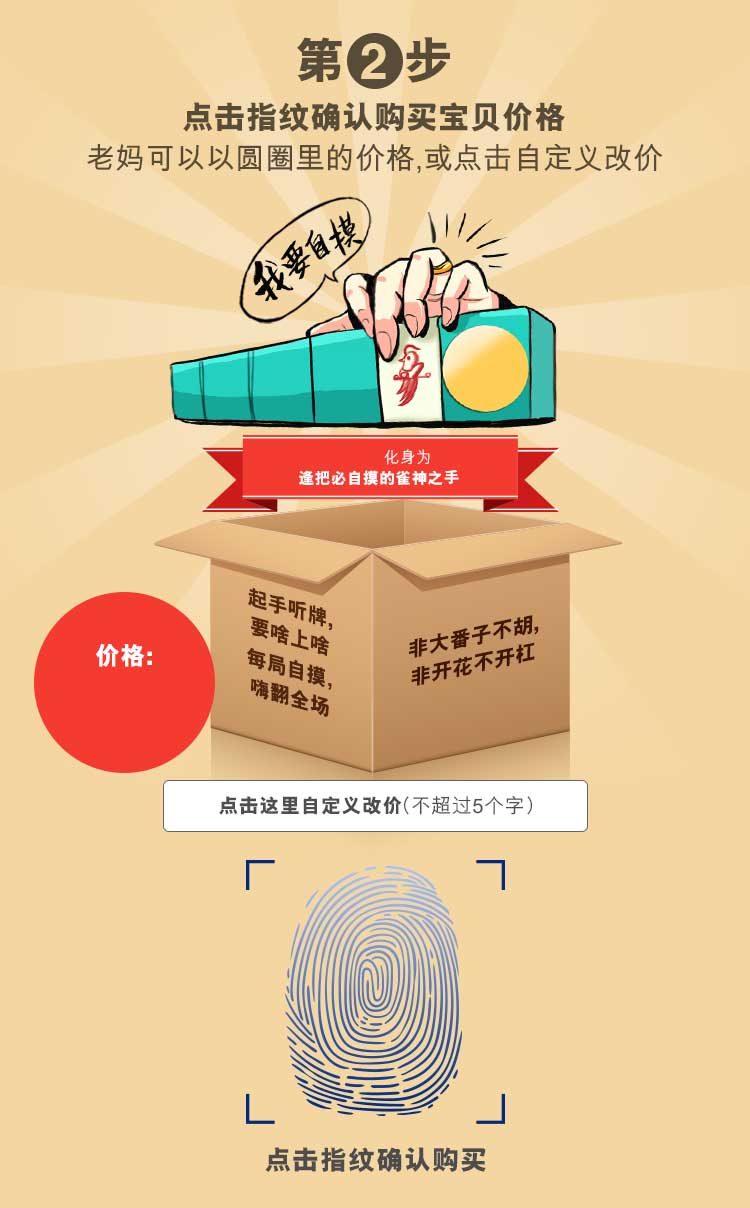 第2步
点击指纹确认购买宝贝价格
老妈可以以圆圈里的价格,或点击自定义改价
我要自摸
化身为
逢把必自摸的雀神之手
起手听牌,
要啥上啥
每局自摸,
嗨翻全场
非大番子不胡,
非开花不开杠
价格:
点击这里自定义改价(不超过5个字)
点击指纹确认购买